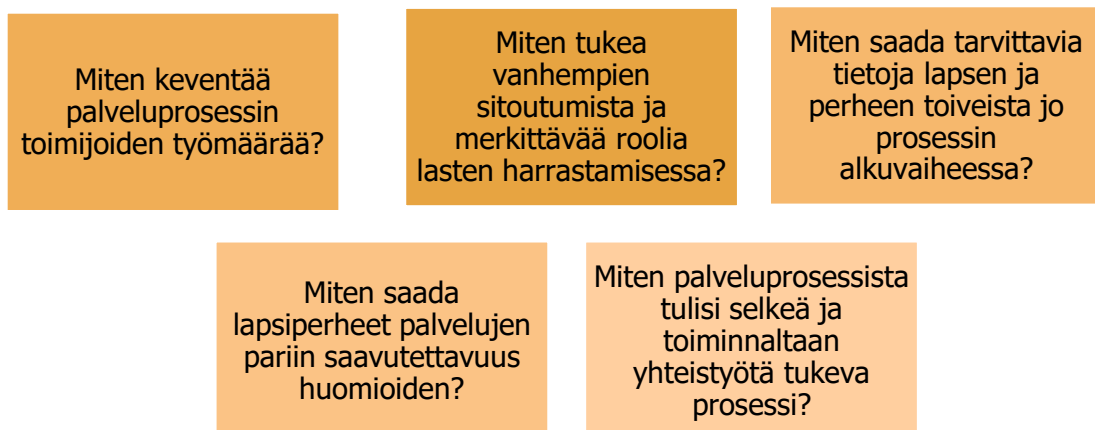 Miten keventää
palveluprosessin
toimijoiden työmäärää?
Miten tukea
vanhempien
sitoutumista ja
merkittävää roolia
lasten harrastamisessa?
Miten saada tarvittavia
tietoja lapsen ja
perheen toiveista jo
prosessin
alkuvaiheessa?
Miten saada
lapsiperheet palvelujen
pariin saavutettavuus
huomioiden?
Miten palveluprosessista
tulisi selkeä ja
toiminnaltaan
yhteistyötä tukeva
prosessi?